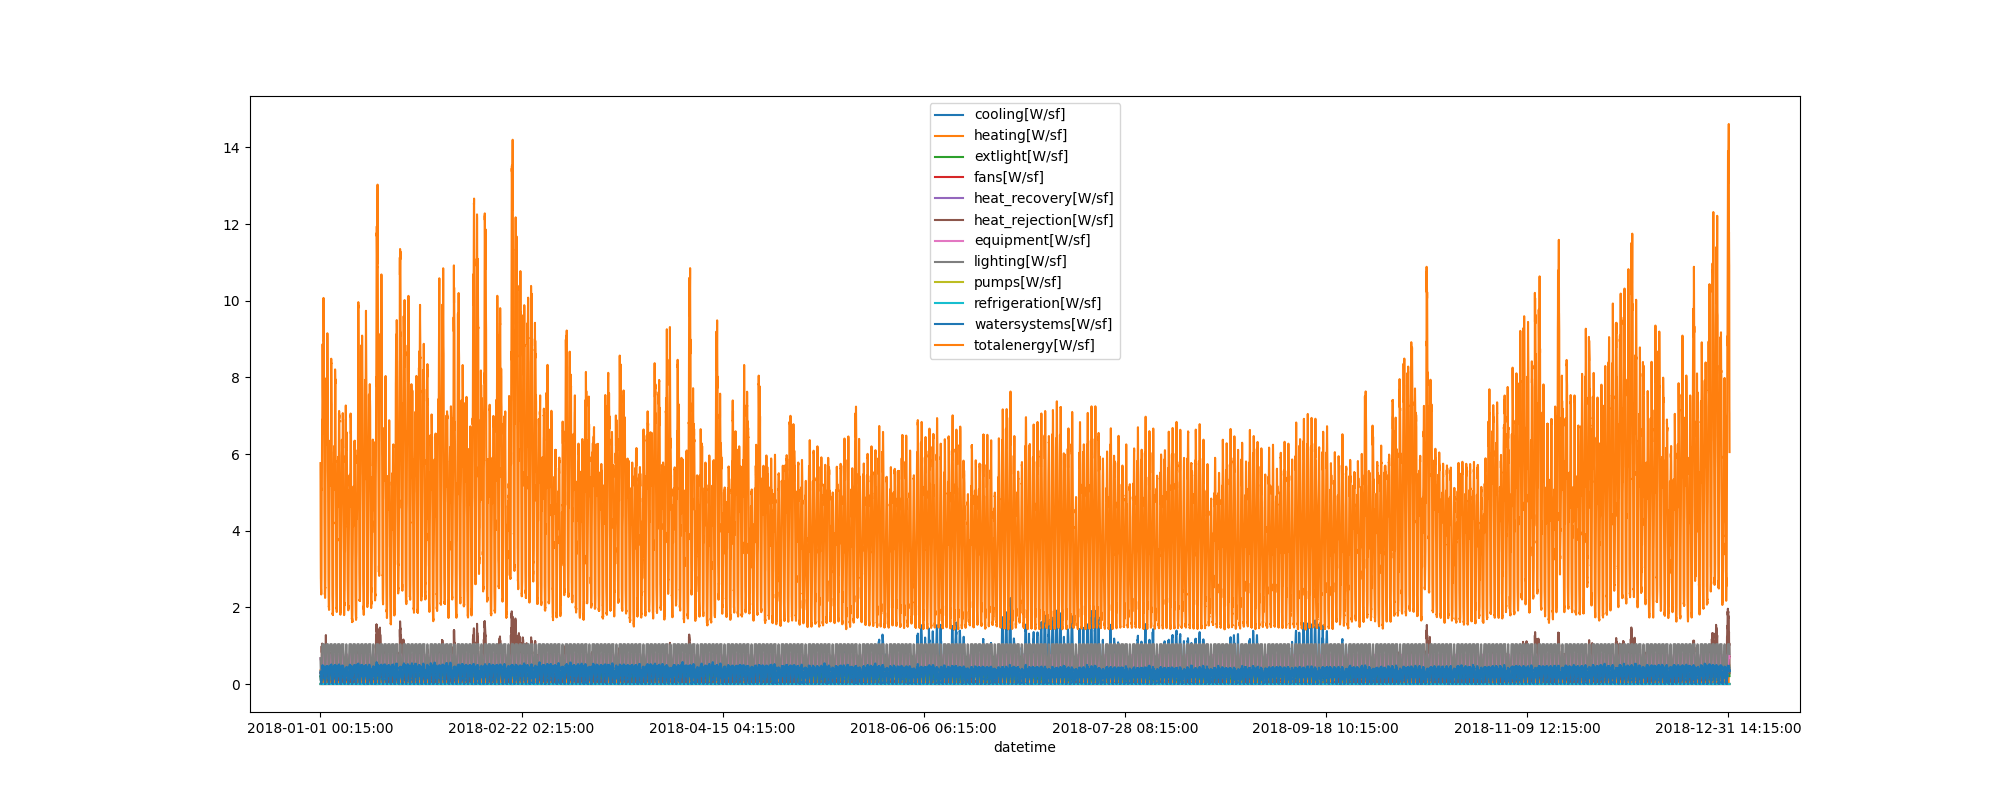 cooling[W/sf]
heating[W/sf]
extlight[W/sf]
fans[W/sf]
heat_recovery[W/sf]
heat_rejection[W/sf]
equipment[W/sf]
lighting[W/sf]
pumps[W/sf]
refrigeration[W/sf]
watersystems[W/sf]
totalenergy[W/sf]
14
12
10
8
6
4
2
0
2018-01-01 00:15:00 2018-02-22 02:15:00 2018-04-15 04:15:00 2018-06-06 06:15:00 2018-07-28 08:15:00 2018-09-18 10:15:00 2018-11-09 12:15:00 2018-12-31 14:15:00
datetime